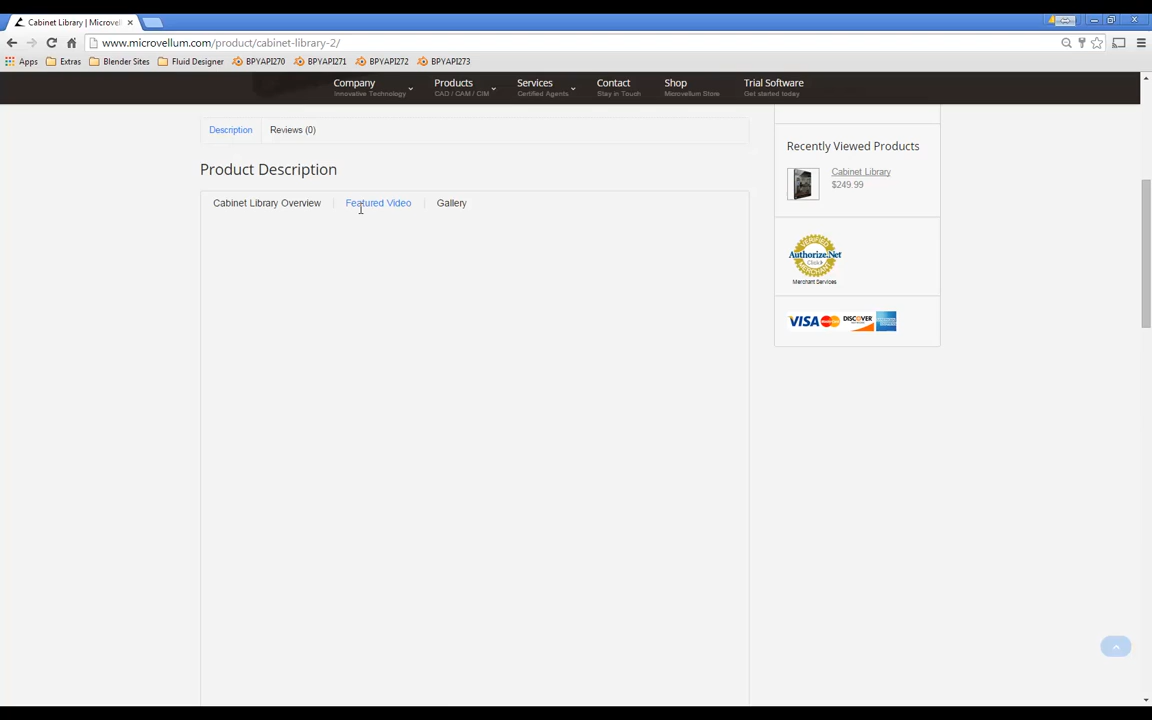 Cabinet Library | Microvell
www.microvellum.com/product/cabinet-library-2/
Apps Extras Blender Sites Fluid Designer BPYAPI270 BPYAPI271 BPYAPI272 BPYAPI273
Company Products Services Contact Shop Trial Software
Innovative Technology CAD / CAM / CIM Certified Agents Stay in Touch Microvellum Store Get started today
Description Reviews (0)
Product Description
Cabinet Library Overview Featured Video Gallery
Recently Viewed Products
Cabinet Library
$249.99
Authorize.Net
Click
Merchant Services
VISA MasterCard DISCOVER